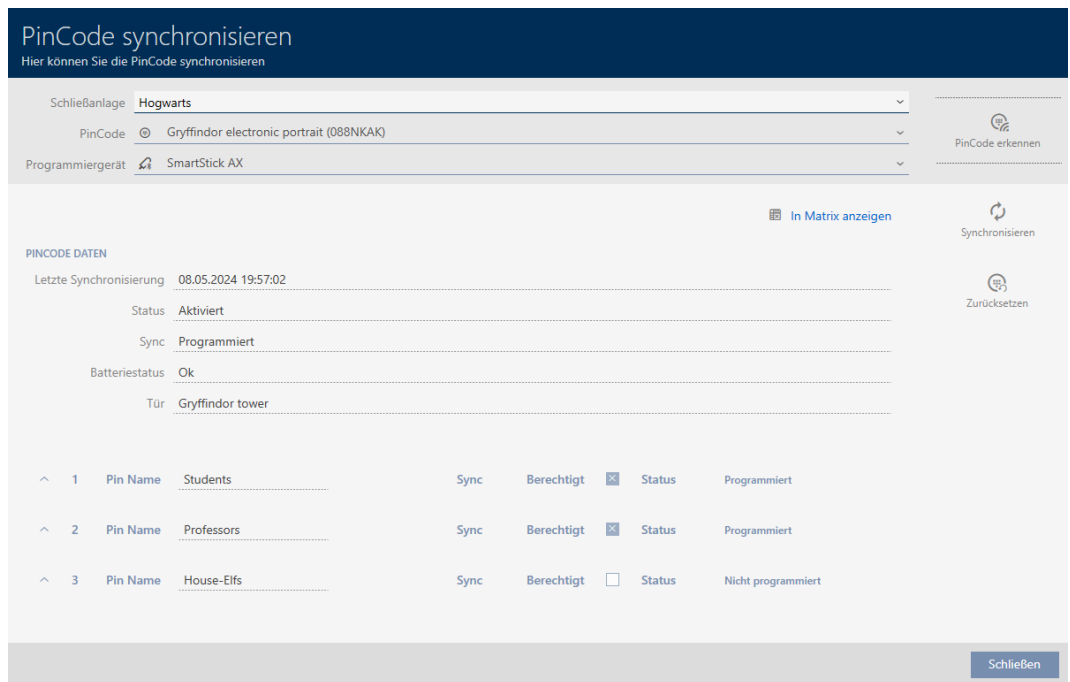 PinCode synchronisieren
Hier können Sie die PinCode synchronisieren
Schließanlage Hogwarts
PinCode Gryffindor electronic portrait (088NKAK)
Programmiergerät SmartStick AX
PinCode erkennen
In Matrix anzeigen
Synchronisieren
Zurücksetzen
PINCODE DATEN
Letzte Synchronisierung 08.05.2024 19:57:02
Status Aktiviert
Sync Programmiert
Batteriestatus Ok
Tür Gryffindor tower
1 Pin Name Students Sync Berechtigt Status Programmiert
2 Pin Name Professors Sync Berechtigt Status Programmiert
3 Pin Name House-Elfs Sync Berechtigt Status Nicht programmiert
Schließen